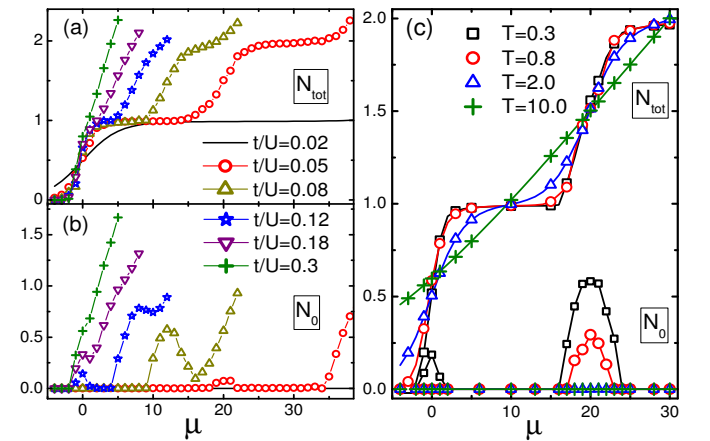 (a)
2
1
0
N_tot
t/U=0.02
t/U=0.05
t/U=0.08
(b)
1.5
1.0
0.5
0.0
t/U=0.12
t/U=0.18
t/U=0.3
N_0
0 10 20 30
μ
(c)
2.0
1.5
1.0
0.5
0.0
T=0.3
T=0.8
T=2.0
T=10.0
N_tot
N_0
0 10 20 30
μ